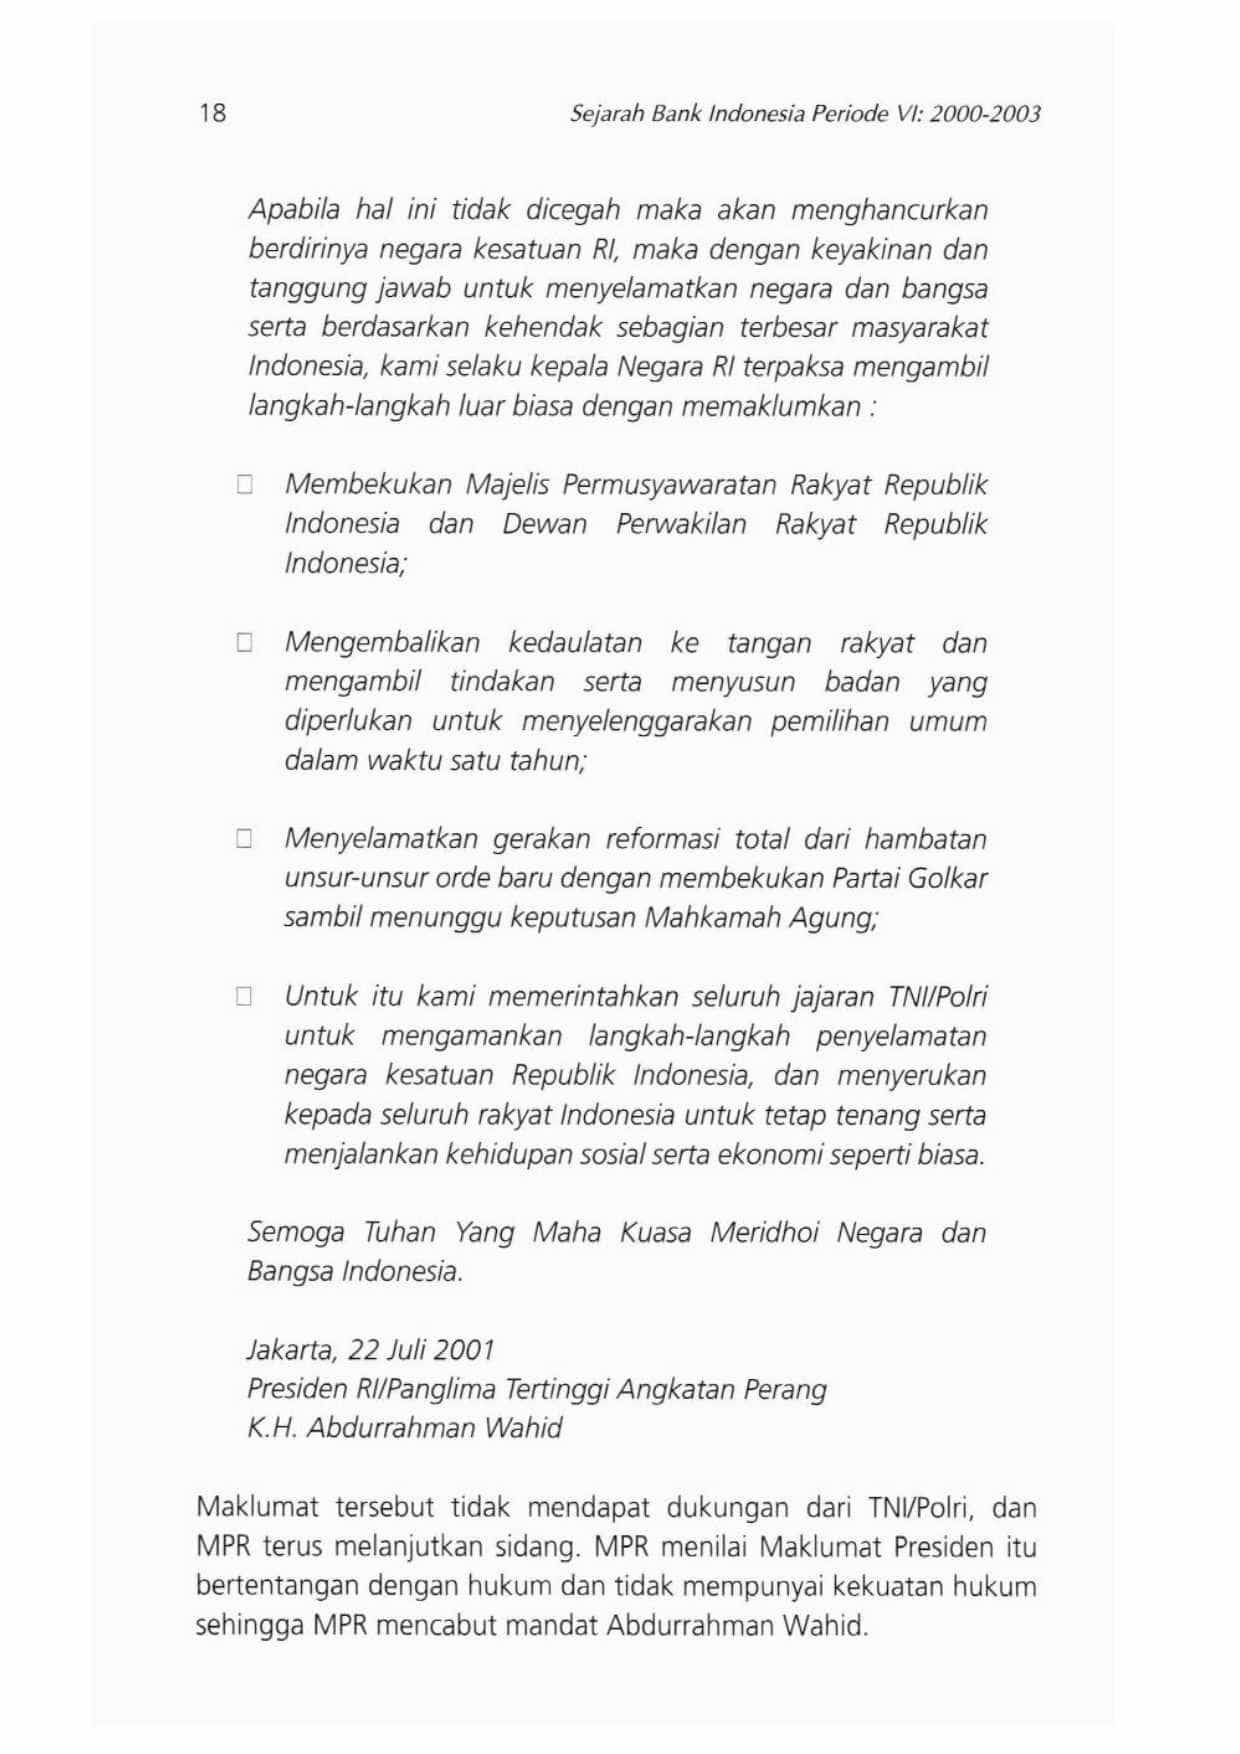 18
Sejarah Bank Indonesia Periode VI: 2000-2003
Apabila hal ini tidak dicegah maka akan menghancurkan
berdirinya negara kesatuan RI, maka dengan keyakinan dan
tanggung jawab untuk menyelamatkan negara dan bangsa
serta berdasarkan kehendak sebagian terbesar masyarakat
Indonesia, kami selaku kepala Negara RI terpaksa mengambil
langkah-langkah luar biasa dengan memaklumkan :
□ Membekukan Majelis Permusyawaratan Rakyat Republik
Indonesia dan Dewan Perwakilan Rakyat Republik
Indonesia;
□ Mengembalikan kedaulatan ke tangan rakyat dan
mengambil tindakan serta menyusun badan yang
diperlukan untuk menyelenggarakan pemilihan umum
dalam waktu satu tahun;
□ Menyelamatkan gerakan reformasi total dari hambatan
unsur-unsur orde baru dengan membekukan Partai Golkar
sambil menunggu keputusan Mahkamah Agung;
□ Untuk itu kami memerintahkan seluruh jajaran TNI/Polri
untuk mengamankan langkah-langkah penyelamatan
negara kesatuan Republik Indonesia, dan menyerukan
kepada seluruh rakyat Indonesia untuk tetap tenang serta
menjalankan kehidupan sosial serta ekonomi seperti biasa.
Semoga Tuhan Yang Maha Kuasa Meridhoi Negara dan
Bangsa Indonesia.
Jakarta, 22 Juli 2001
Presiden RI/Panglima Tertinggi Angkatan Perang
K.H. Abdurrahman Wahid
Maklumat tersebut tidak mendapat dukungan dari TNI/Polri, dan
MPR terus melanjutkan sidang. MPR menilai Maklumat Presiden itu
bertentangan dengan hukum dan tidak mempunyai kekuatan hukum
sehingga MPR mencabut mandat Abdurrahman Wahid.